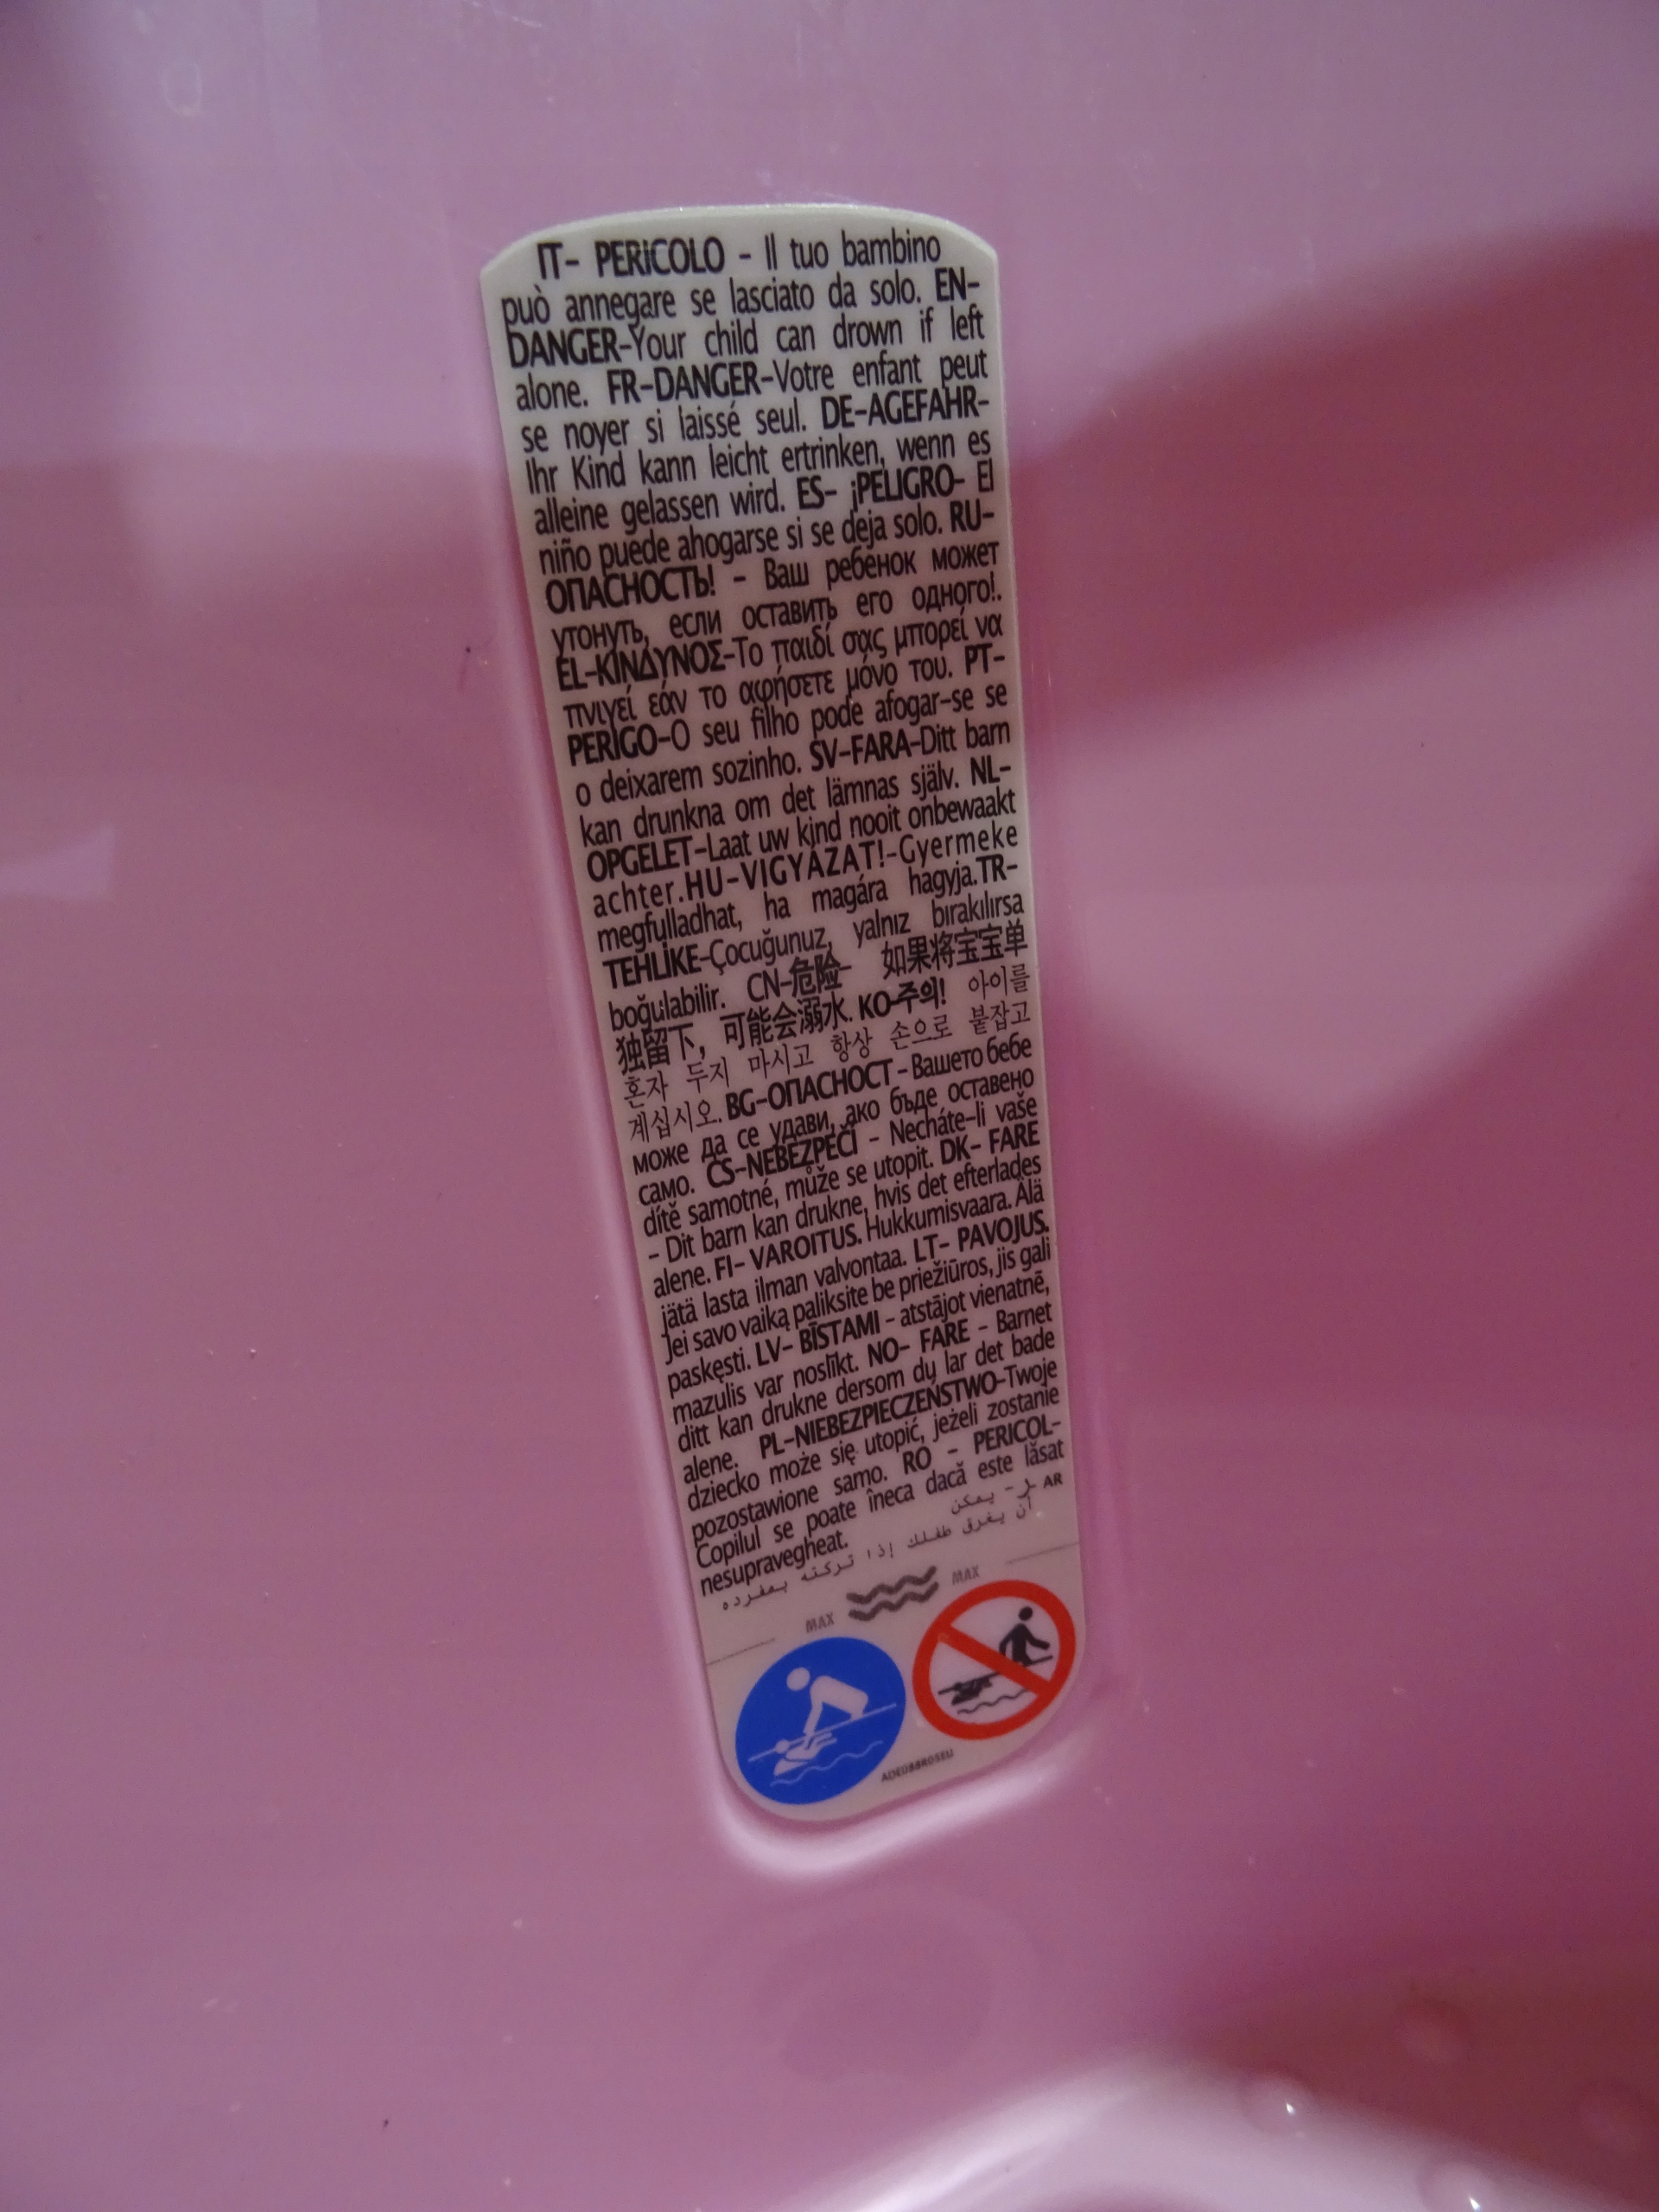 IT- PERICOLO - Il tuo bambino
può annegare se lasciato da solo. EN-
DANGER-Your child can drown if left
alone. FR-DANGER-Votre enfant peut
se noyer si laissé seul. DE-AGEFAHR-
Ihr Kind kann leicht ertrinken, wenn es
alleine gelassen wird. ES- ¡PELIGRO- El
niño puede ahogarse si se deja solo. RU-
ОПАСНОСТЬ! - Ваш ребенок может
утонуть, если оставить его одного!.
EL-ΚΙΝΔΥΝΟΣ-Το παιδί σας μπορεί να
πνιγεί εάν το αφήσετε μόνο του. PT-
PERIGO-O seu filho pode afogar-se se
o deixarem sozinho. SV-FARA-Ditt barn
kan drunkna om det lämnas själv. NL-
OPGELET-Laat uw kind nooit onbewaakt
achter.HU-VIGYÁZAT!-Gyermeke
megfulladhat, ha magára hagyja.TR-
TEHLİKE-Çocuğunuz, yalnız bırakılırsa
boğulabilir. CN-危险- 如果将宝宝单
独留下，可能会溺水. KO-주의! 아이를
혼자 두지 마시고 항상 손으로 붙잡고
계십시오. BG-ОПАСНОСТ - Вашето бебе
може да се удави, ако бъде оставено
само. CS-NEBEZPEČÍ - Necháte-li vaše
dítě samotné, může se utopit. DK- FARE
- Dit barn kan drukne, hvis det efterlades
alene. FI- VAROITUS. Hukkumisvaara. Älä
jätä lasta ilman valvontaa. LT- PAVOJUS.
Jei savo vaiką paliksite be priežiūros, jis gali
paskęsti. LV- BĪSTAMI - atstājot vienatnē,
mazulis var noslīkt. NO- FARE - Barnet
ditt kan drukne dersom du lar det bade
alene. PL-NIEBEZPIECZEŃSTWO-Twoje
dziecko może się utopić, jeżeli zostanie
pozostawione samo. RO - PERICOL-
Copilul se poate îneca dacă este lăsat
nesupravegheat.
AR - يمكن
أن يغرق طفلك إذا تركته بمفرده
MAX MAX